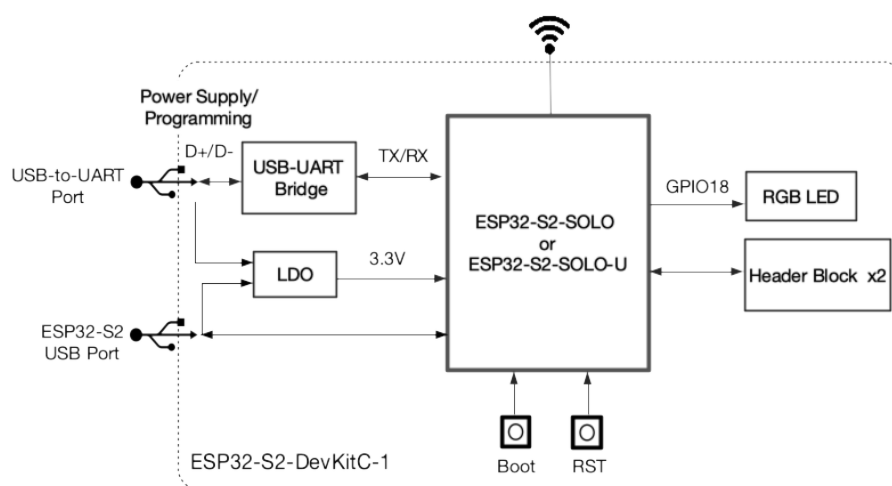 Power Supply/
Programming
USB-to-UART
Port
D+/D-
USB-UART
Bridge
TX/RX
ESP32-S2-SOLO
or
ESP32-S2-SOLO-U
GPIO18
RGB LED
LDO
3.3V
Header Block x2
ESP32-S2
USB Port
Boot
RST
ESP32-S2-DevKitC-1